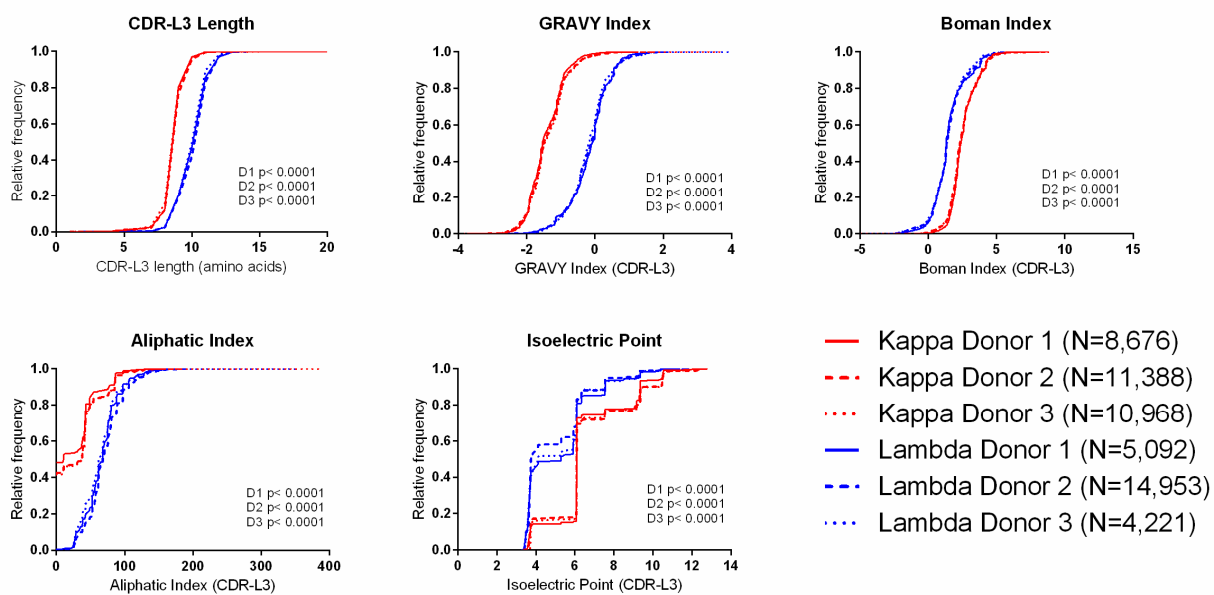 CDR-L3 Length
Relative frequency
1.0
0.8
0.6
0.4
0.2
0.0
D1 p< 0.0001
D2 p< 0.0001
D3 p< 0.0001
0 5 10 15 20
CDR-L3 length (amino acids)
GRAVY Index
Relative frequency
1.0
0.8
0.6
0.4
0.2
0.0
D1 p< 0.0001
D2 p< 0.0001
D3 p< 0.0001
-4 -2 0 2 4
GRAVY Index (CDR-L3)
Boman Index
Relative frequency
1.0
0.8
0.6
0.4
0.2
0.0
D1 p< 0.0001
D2 p< 0.0001
D3 p< 0.0001
-5 0 5 10 15
Boman Index (CDR-L3)
Aliphatic Index
Relative frequency
1.0
0.8
0.6
0.4
0.2
0.0
D1 p< 0.0001
D2 p< 0.0001
D3 p< 0.0001
0 100 200 300 400
Aliphatic Index (CDR-L3)
Isoelectric Point
Relative frequency
1.0
0.8
0.6
0.4
0.2
0.0
D1 p< 0.0001
D2 p< 0.0001
D3 p< 0.0001
0 2 4 6 8 10 12 14
Isoelectric Point (CDR-L3)
Kappa Donor 1 (N=8,676)
Kappa Donor 2 (N=11,388)
Kappa Donor 3 (N=10,968)
Lambda Donor 1 (N=5,092)
Lambda Donor 2 (N=14,953)
Lambda Donor 3 (N=4,221)